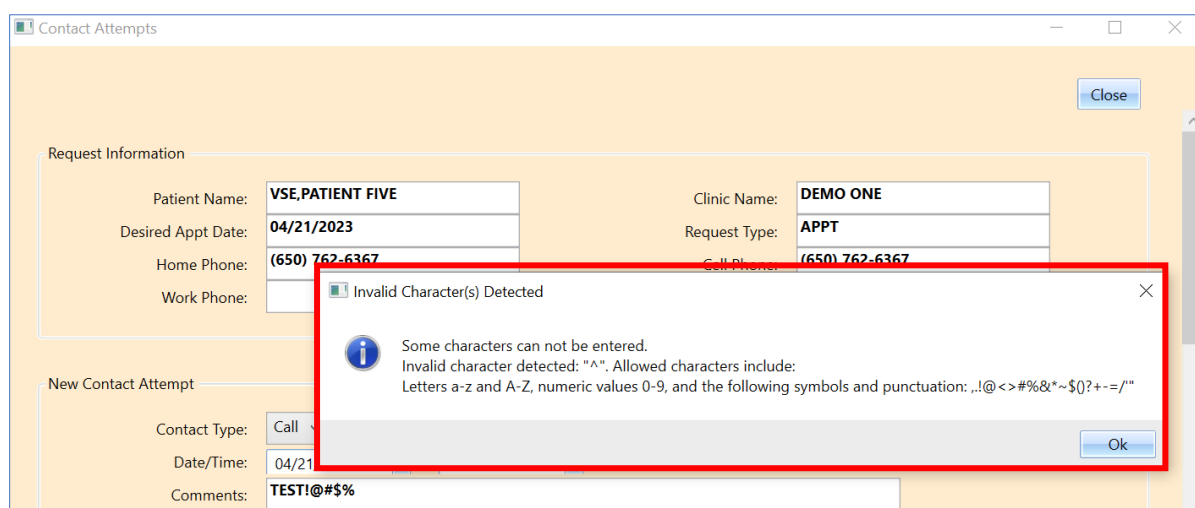 Contact Attempts
Close
Request Information
Patient Name: VSE,PATIENT FIVE Clinic Name: DEMO ONE
Desired Appt Date: 04/21/2023 Request Type: APPT
Home Phone: (650) 762-6367 Cell Phone: (650) 762-6367
Work Phone:
Invalid Character(s) Detected
Some characters can not be entered.
Invalid character detected: "^". Allowed characters include:
Letters a-z and A-Z, numeric values 0-9, and the following symbols and punctuation: ,.!@<>#%&*~$()?+-=/'"
Ok
New Contact Attempt
Contact Type: Call
Date/Time: 04/21
Comments: TEST!@#$%